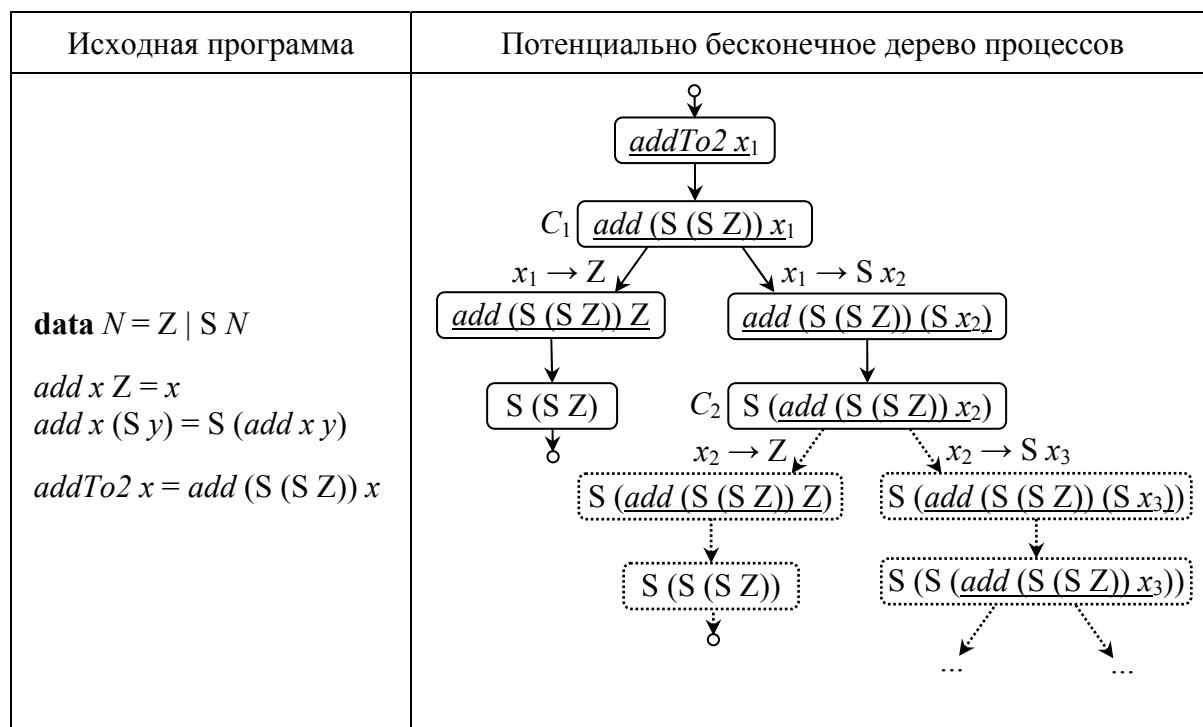 Исходная программа
Потенциально бесконечное дерево процессов
data N = Z | S N
add x Z = x
add x (S y) = S (add x y)
addTo2 x = add (S (S Z)) x
addTo2 x₁
C₁ add (S (S Z)) x₁
x₁ → Z x₁ → S x₂
add (S (S Z)) Z add (S (S Z)) (S x₂)
S (S Z) C₂ S (add (S (S Z)) x₂)
x₂ → Z x₂ → S x₃
S (add (S (S Z)) Z) S (add (S (S Z)) (S x₃))
S (S (S Z)) S (S (add (S (S Z)) x₃))
... ...